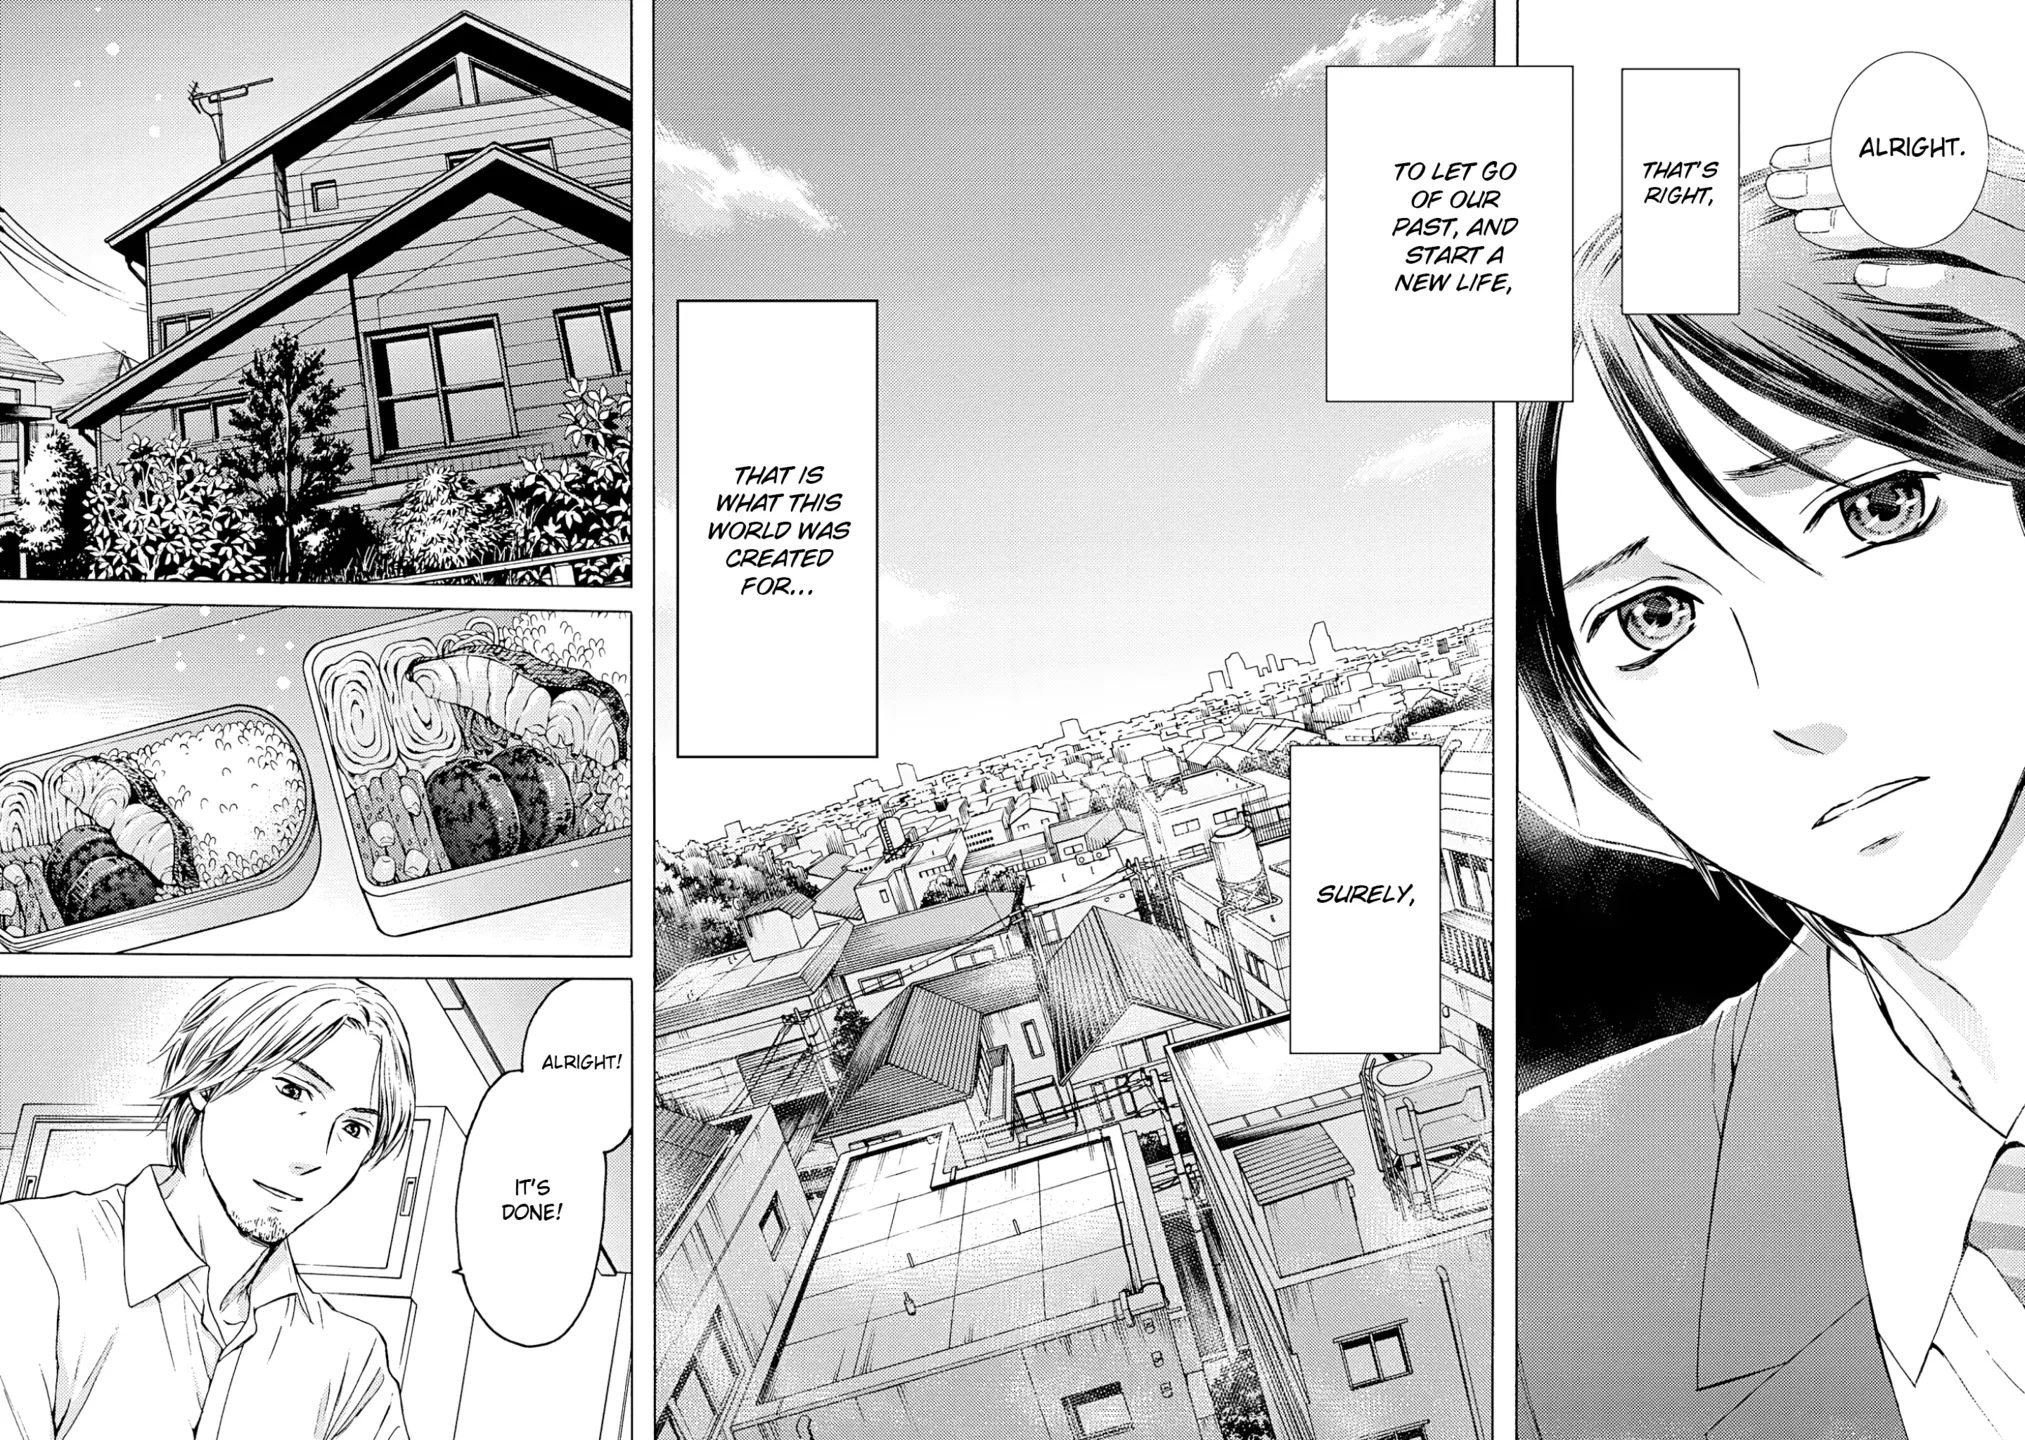 ALRIGHT.
THAT'S
RIGHT,
TO LET GO
OF OUR
PAST, AND
START A
NEW LIFE,
SURELY,
THAT IS
WHAT THIS
WORLD WAS
CREATED
FOR...
ALRIGHT!
IT'S
DONE!